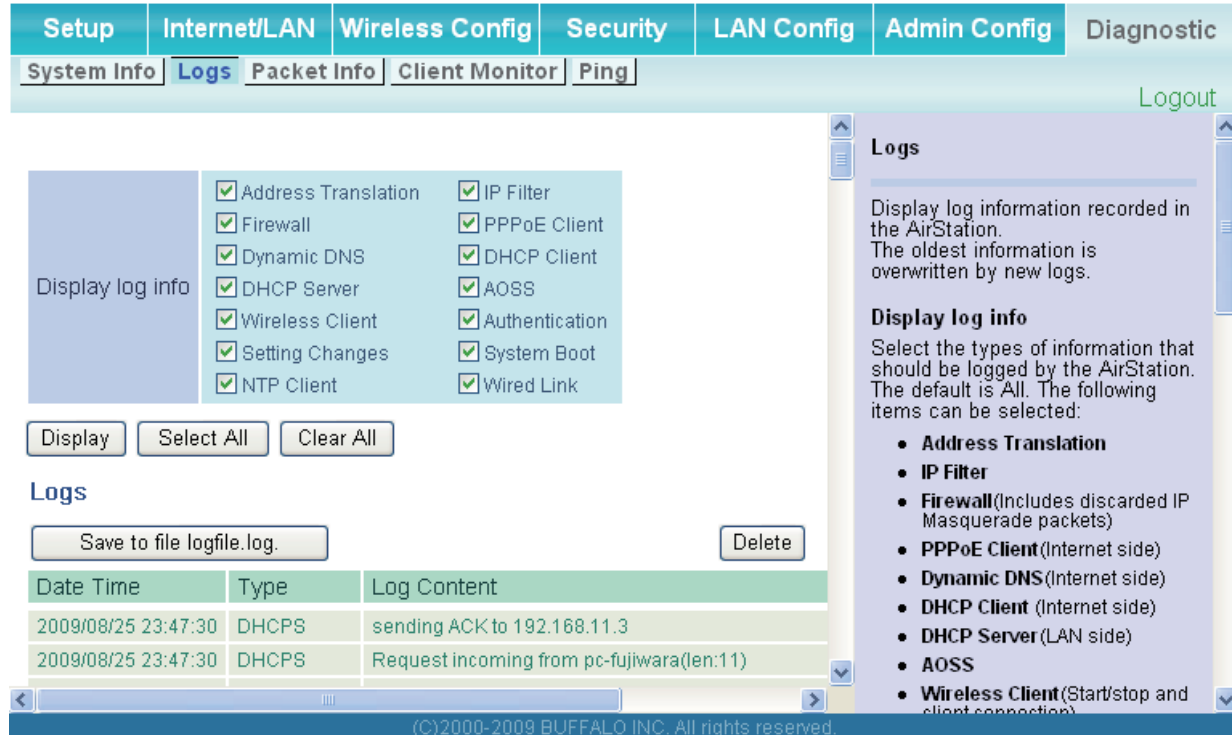 Setup Internet/LAN Wireless Config Security LAN Config Admin Config Diagnostic
System Info Logs Packet Info Client Monitor Ping
Logout
Display log info
Address Translation IP Filter
Firewall PPPoE Client
Dynamic DNS DHCP Client
DHCP Server AOSS
Wireless Client Authentication
Setting Changes System Boot
NTP Client Wired Link
Display Select All Clear All
Logs
Save to file logfile.log. Delete
Date Time Type Log Content
2009/08/25 23:47:30 DHCPS sending ACK to 192.168.11.3
2009/08/25 23:47:30 DHCPS Request incoming from pc-fujiwara(len:11)
Logs
Display log information recorded in
the AirStation.
The oldest information is
overwritten by new logs.
Display log info
Select the types of information that
should be logged by the AirStation.
The default is All. The following
items can be selected:
• Address Translation
• IP Filter
• Firewall(Includes discarded IP
Masquerade packets)
• PPPoE Client(Internet side)
• Dynamic DNS(Internet side)
• DHCP Client (Internet side)
• DHCP Server(LAN side)
• AOSS
• Wireless Client(Start/stop and
client connection)
(C)2000-2009 BUFFALO INC. All rights reserved.